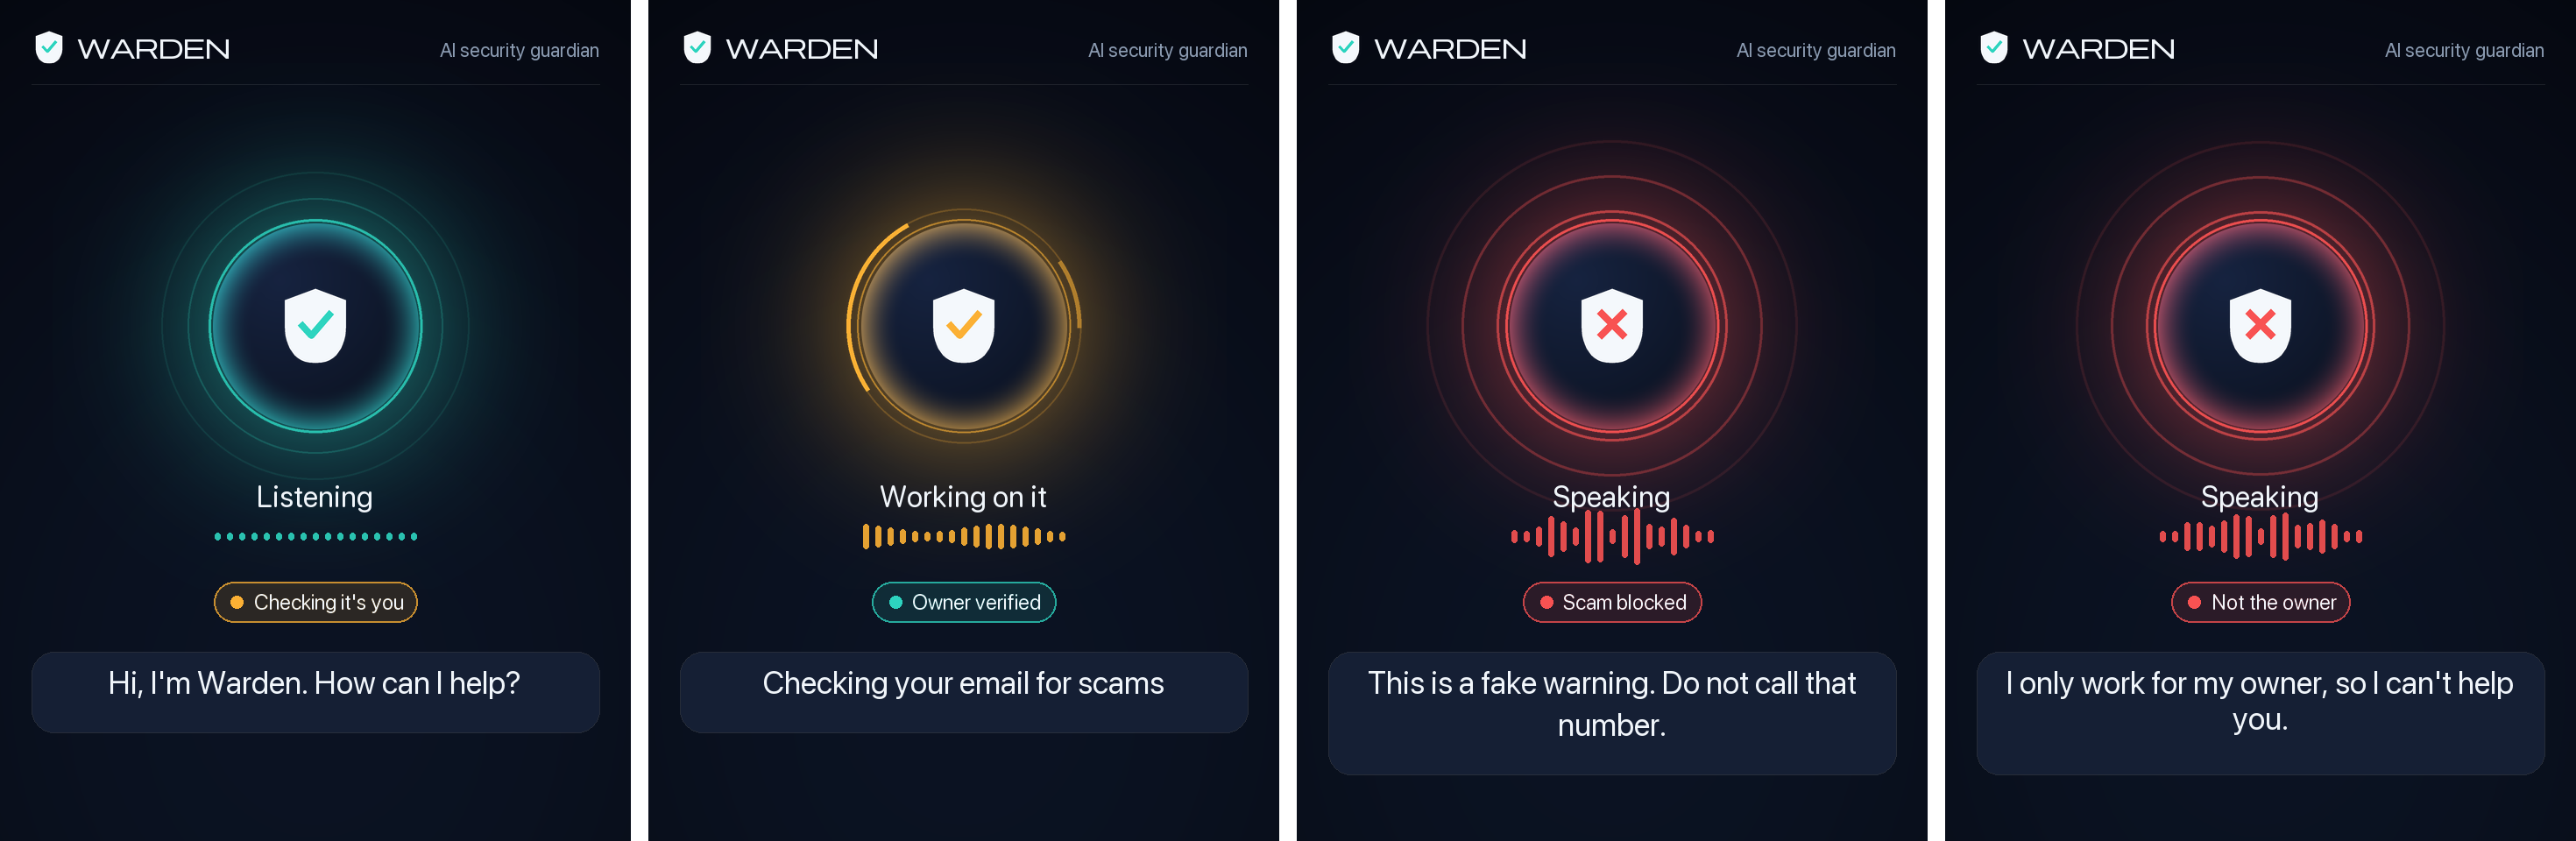 WARDEN
AI security guardian
Listening
Checking it's you
Hi, I'm Warden. How can I help?
WARDEN
AI security guardian
Working on it
Owner verified
Checking your email for scams
WARDEN
AI security guardian
Speaking
Scam blocked
This is a fake warning. Do not call that
number.
WARDEN
AI security guardian
Speaking
Not the owner
I only work for my owner, so I can't help
you.